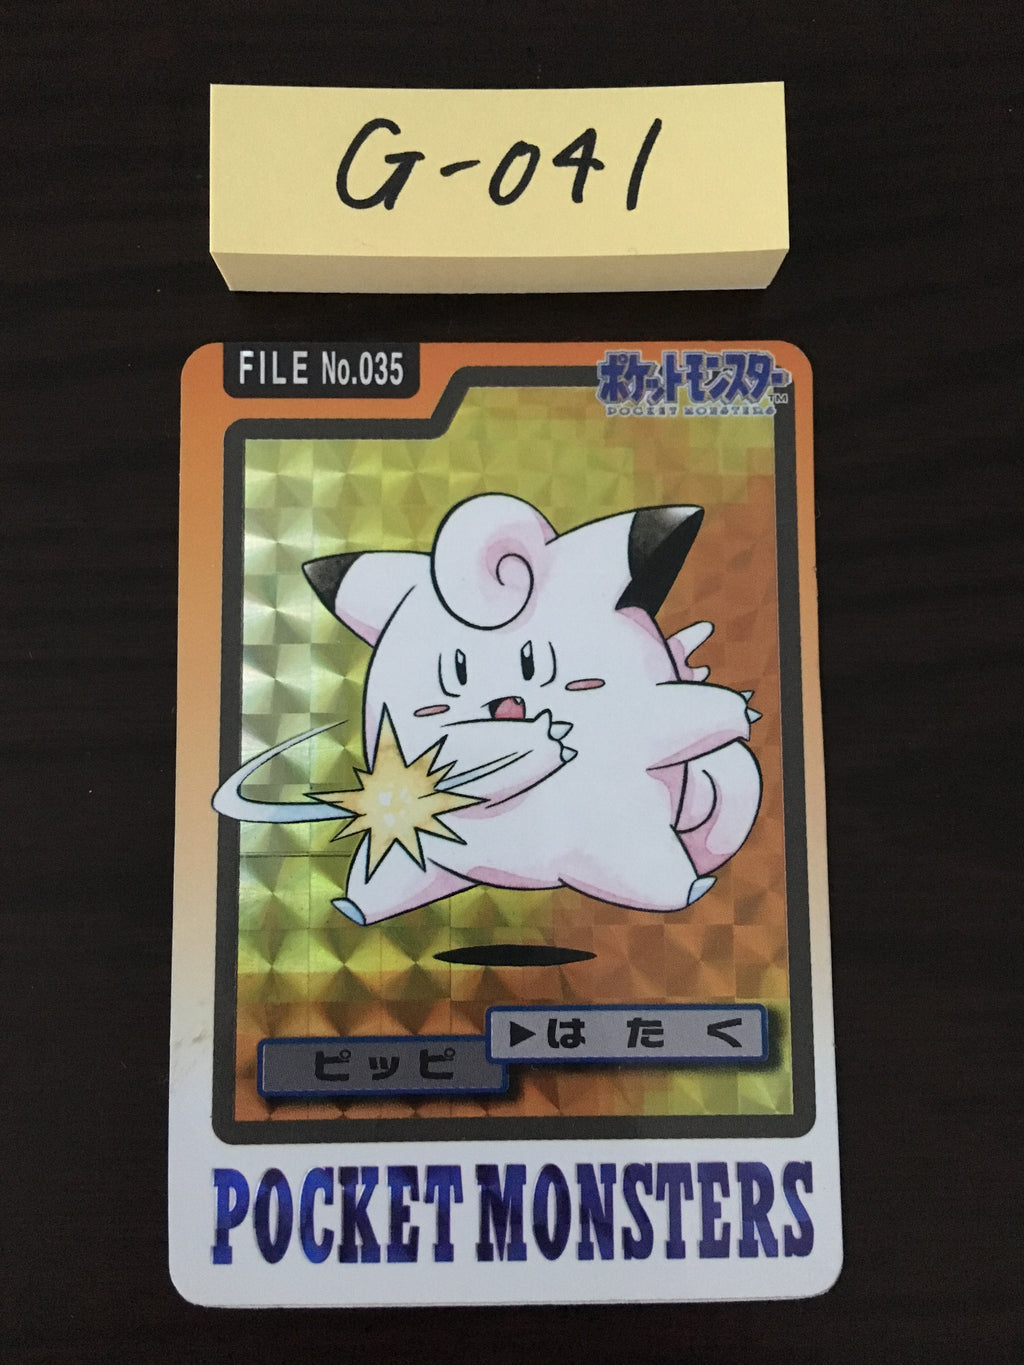 G-041
FILE No.035
ポケットモンスター
TM
POCKET MONSTERS
▶はたく
ピッピ
POCKET MONSTERS